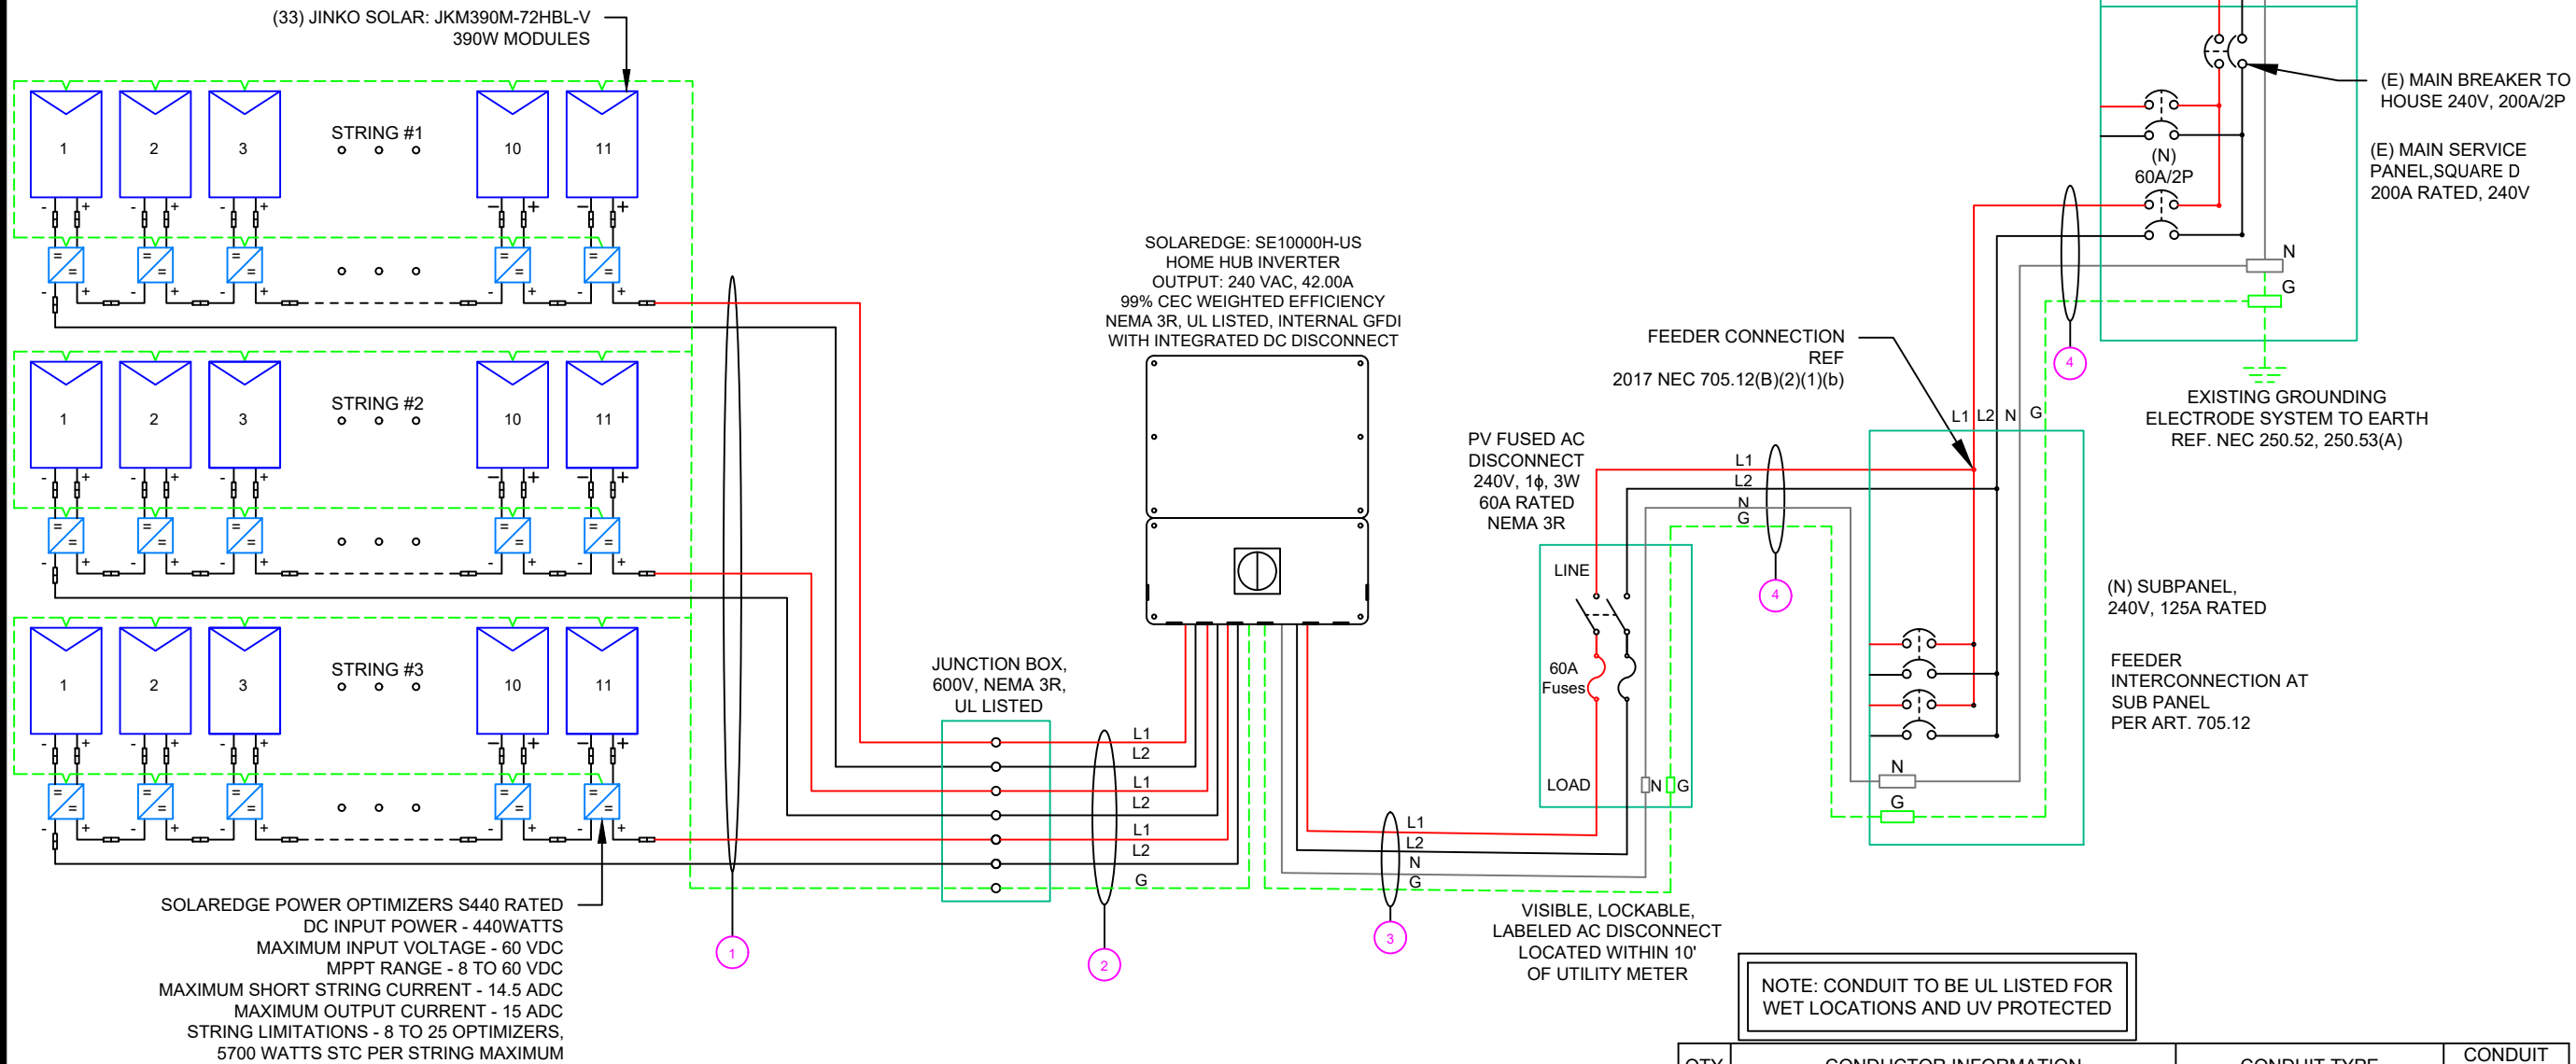 (33) JINKO SOLAR: JKM390M-72HBL-V
390W MODULES
1
2
3
STRING #1
10
11
- + - + - + - + - +
- + - + - + - + - +
1
2
3
STRING #2
10
11
- + - + - + - + - +
- + - + - + - + - +
1
2
3
STRING #3
10
11
- + - + - + - + - +
- + - + - + - + - +
SOLAREDGE POWER OPTIMIZERS S440 RATED
DC INPUT POWER - 440WATTS
MAXIMUM INPUT VOLTAGE - 60 VDC
MPPT RANGE - 8 TO 60 VDC
MAXIMUM SHORT STRING CURRENT - 14.5 ADC
MAXIMUM OUTPUT CURRENT - 15 ADC
STRING LIMITATIONS - 8 TO 25 OPTIMIZERS,
5700 WATTS STC PER STRING MAXIMUM
1
JUNCTION BOX,
600V, NEMA 3R,
UL LISTED
L1
L2
L1
L2
L1
L2
G
2
SOLAREDGE: SE10000H-US
HOME HUB INVERTER
OUTPUT: 240 VAC, 42.00A
99% CEC WEIGHTED EFFICIENCY
NEMA 3R, UL LISTED, INTERNAL GFDI
WITH INTEGRATED DC DISCONNECT
L1
L2
N
G
3
PV FUSED AC
DISCONNECT
240V, 1ϕ, 3W
60A RATED
NEMA 3R
LINE
60A
Fuses
LOAD
N
G
VISIBLE, LOCKABLE,
LABELED AC DISCONNECT
LOCATED WITHIN 10'
OF UTILITY METER
L1
L2
N
G
4
FEEDER CONNECTION
REF
2017 NEC 705.12(B)(2)(1)(b)
L1 L2 N G
N
G
(N) SUBPANEL,
240V, 125A RATED
FEEDER
INTERCONNECTION AT
SUB PANEL
PER ART. 705.12
4
(N)
60A/2P
N
G
(E) MAIN BREAKER TO
HOUSE 240V, 200A/2P
(E) MAIN SERVICE
PANEL,SQUARE D
200A RATED, 240V
EXISTING GROUNDING
ELECTRODE SYSTEM TO EARTH
REF. NEC 250.52, 250.53(A)
NOTE: CONDUIT TO BE UL LISTED FOR
WET LOCATIONS AND UV PROTECTED
QTY
CONDUCTOR INFORMATION
CONDUIT TYPE
CONDUIT